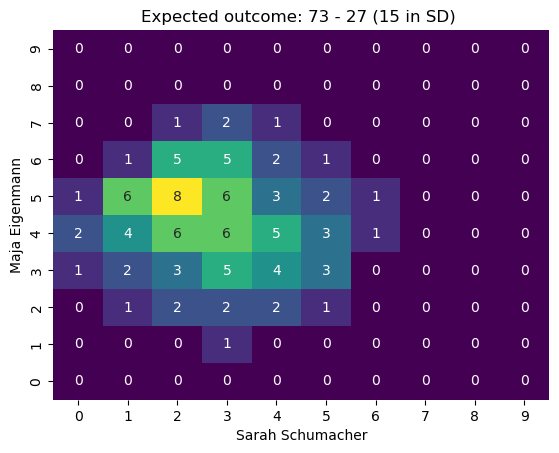 Expected outcome: 73 - 27 (15 in SD)
Maja Eigenmann
9 0 0 0 0 0 0 0 0 0 0
8 0 0 0 0 0 0 0 0 0 0
7 0 0 1 2 1 0 0 0 0 0
6 0 1 5 5 2 1 0 0 0 0
5 1 6 8 6 3 2 1 0 0 0
4 2 4 6 6 5 3 1 0 0 0
3 1 2 3 5 4 3 0 0 0 0
2 0 1 2 2 2 1 0 0 0 0
1 0 0 0 1 0 0 0 0 0 0
0 0 0 0 0 0 0 0 0 0 0
0 1 2 3 4 5 6 7 8 9
Sarah Schumacher